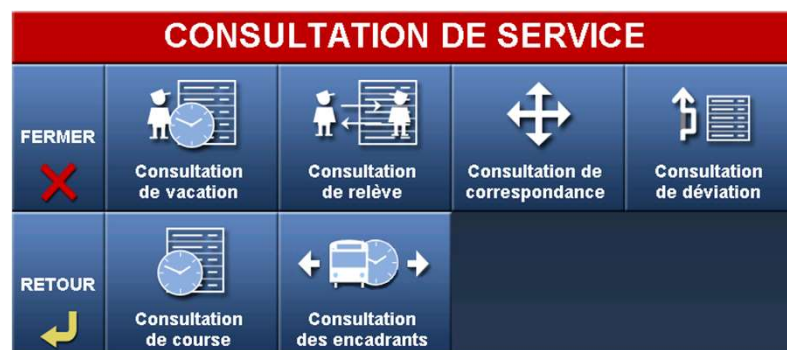 CONSULTATION DE SERVICE
FERMER
Consultation
de vacation
Consultation
de relève
Consultation de
correspondance
Consultation
de déviation
RETOUR
Consultation
de course
Consultation
des encadrants